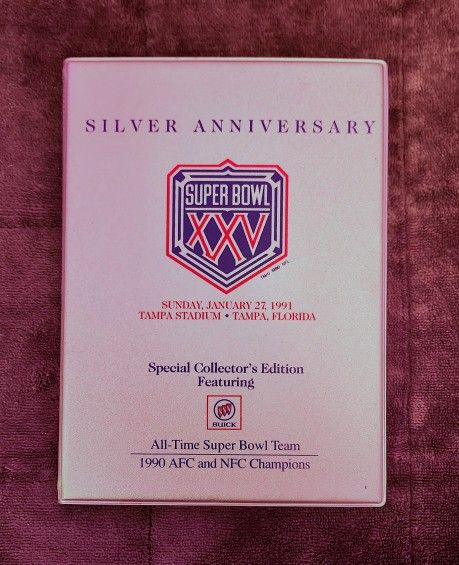 SILVER ANNIVERSARY
SUPER BOWL
XXV
SUNDAY, JANUARY 27, 1991
TAMPA STADIUM • TAMPA, FLORIDA
Special Collector's Edition
Featuring
BUICK
All-Time Super Bowl Team
1990 AFC and NFC Champions